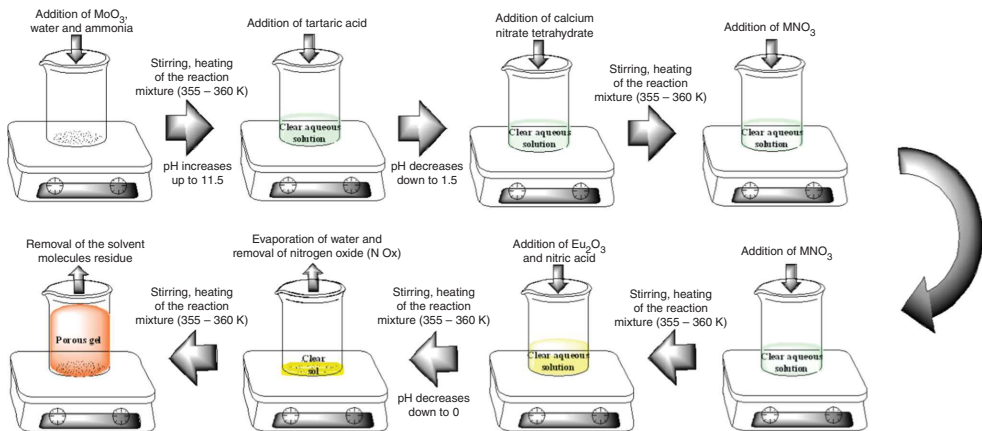 Addition of MoO3,
water and ammonia
Stirring, heating
of the reaction
mixture (355 – 360 K)
pH increases
up to 11.5
Addition of tartaric acid
Clear aqueous
solution
pH decreases
down to 1.5
Addition of calcium
nitrate tetrahydrate
Clear aqueous
solution
Stirring, heating
of the reaction
mixture (355 – 360 K)
Addition of MNO3
Clear aqueous
solution
Removal of the solvent
molecules residue
Porous gel
Stirring, heating
of the reaction
mixture (355 – 360 K)
Evaporation of water and
removal of nitrogen oxide (N Ox)
Clear
sol
Stirring, heating
of the reaction
mixture (355 – 360 K)
pH decreases
down to 0
Addition of Eu2O3
and nitric acid
Clear aqueous
solution
Stirring, heating
of the reaction
mixture (355 – 360 K)
Addition of MNO3
Clear aqueous
solution